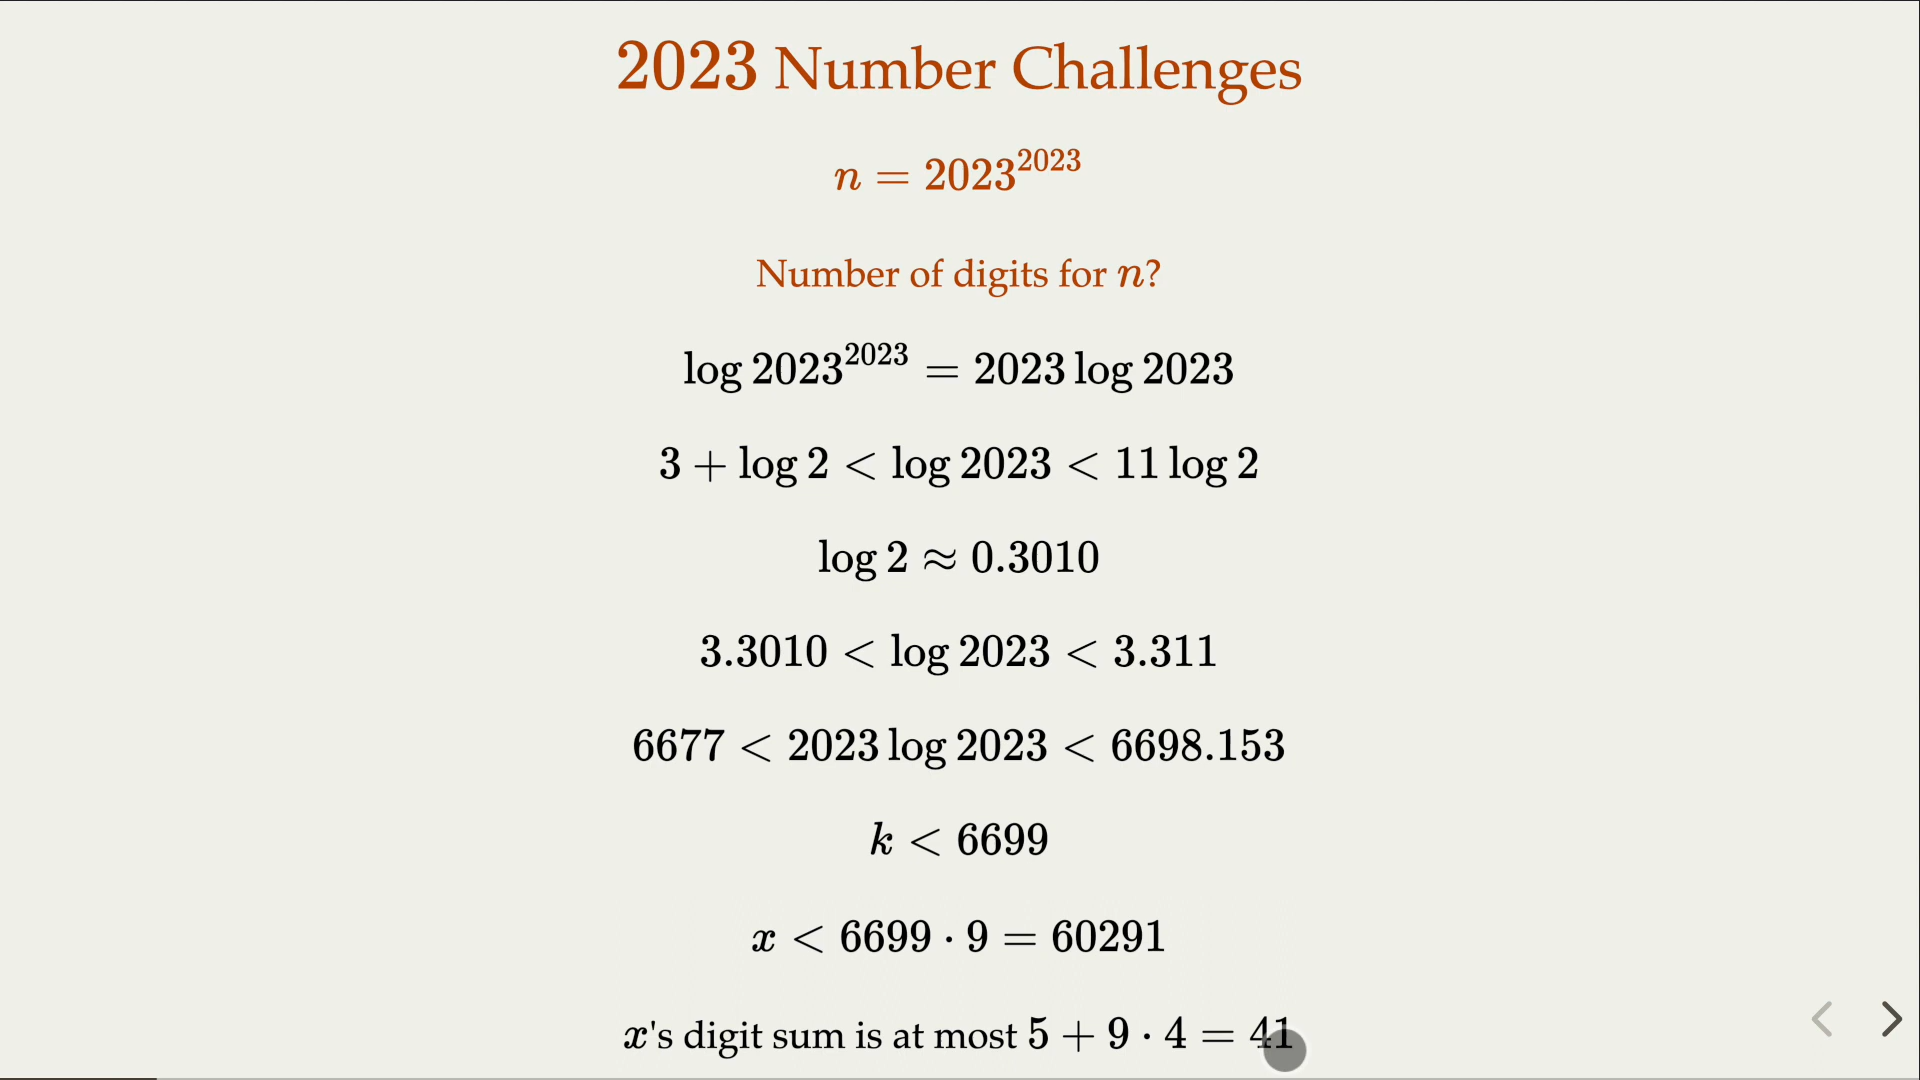 2023 Number Challenges
n = 2023^2023
Number of digits for n?
log 2023^2023 = 2023 log 2023
3 + log 2 < log 2023 < 11 log 2
log 2 ≈ 0.3010
3.3010 < log 2023 < 3.311
6677 < 2023 log 2023 < 6698.153
k < 6699
x < 6699 · 9 = 60291
x's digit sum is at most 5 + 9 · 4 = 41